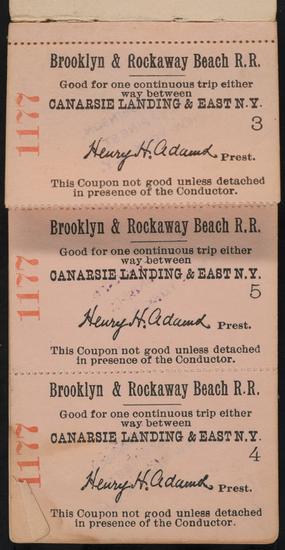 1177
Brooklyn & Rockaway Beach R.R.
Good for one continuous trip either
way between
CANARSIE LANDING & EAST N.Y.
3
Henry H. Adams Prest.
This Coupon not good unless detached
in presence of the Conductor.
1177
Brooklyn & Rockaway Beach R.R.
Good for one continuous trip either
way between
CANARSIE LANDING & EAST N.Y.
5
Henry H. Adams Prest.
This Coupon not good unless detached
in presence of the Conductor.
1177
Brooklyn & Rockaway Beach R.R.
Good for one continuous trip either
way between
CANARSIE LANDING & EAST N.Y.
4
Henry H. Adams Prest.
This Coupon not good unless detached
in presence of the Conductor.